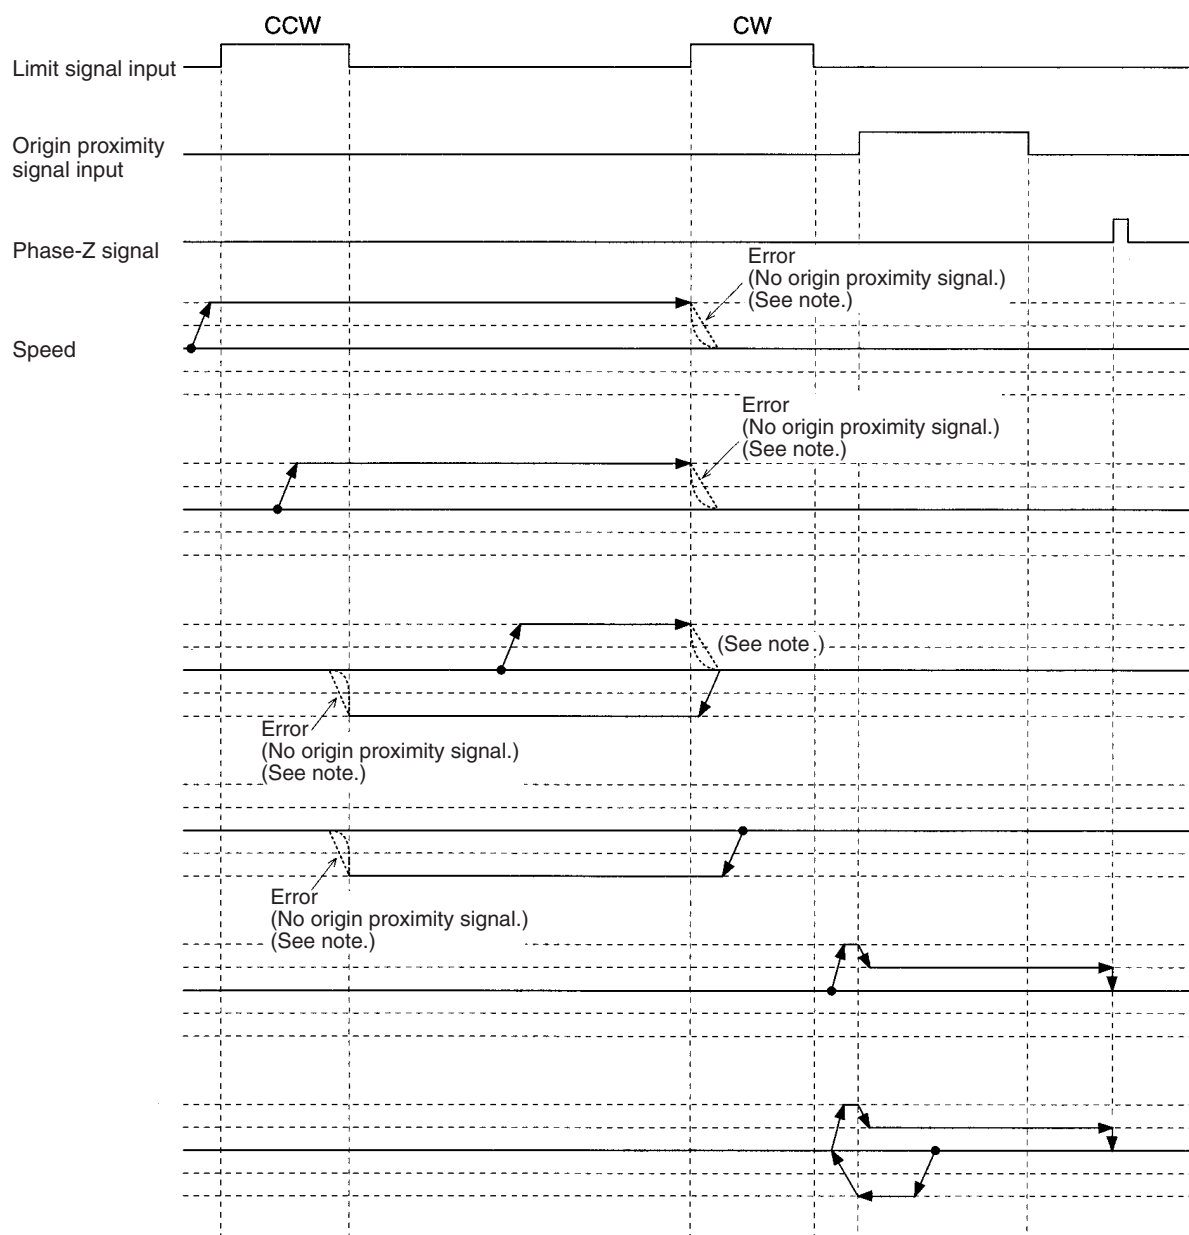 CCW
CW
Limit signal input
Origin proximity
signal input
Phase-Z signal
Error
(No origin proximity signal.)
(See note.)
Speed
Error
(No origin proximity signal.)
(See note.)
(See note.)
Error
(No origin proximity signal.)
(See note.)
Error
(No origin proximity signal.)
(See note.)